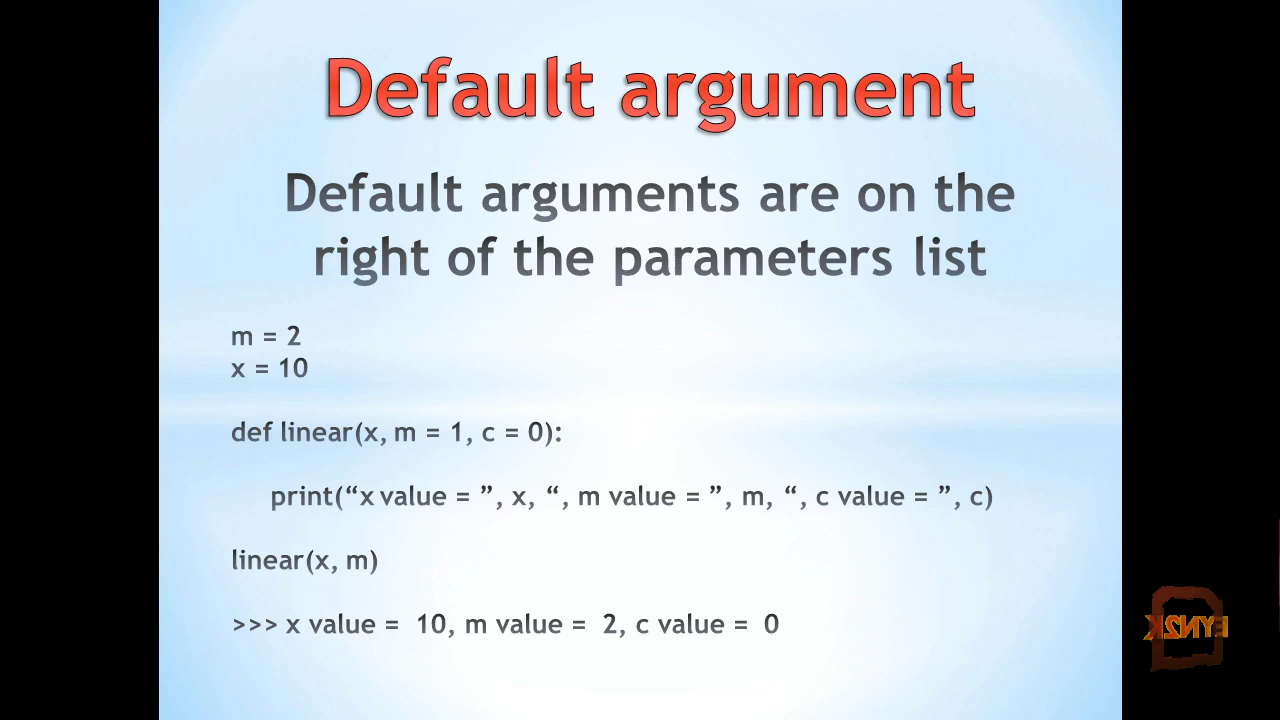 Default argument
Default arguments are on the
right of the parameters list
m = 2
x = 10
def linear(x, m = 1, c = 0):
print(“x value = ”, x, “, m value = ”, m, “, c value = ”, c)
linear(x, m)
>>> x value =  10, m value =  2, c value =  0